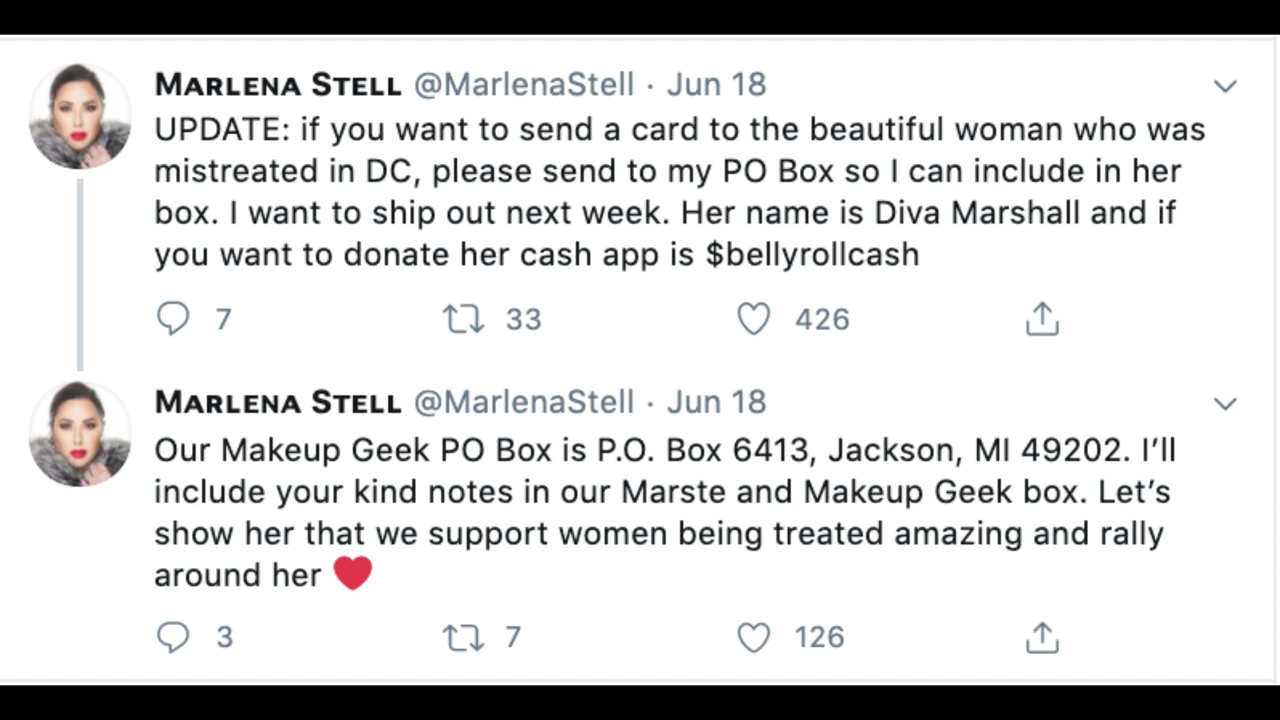 Marlena Stell @MarlenaStell · Jun 18
UPDATE: if you want to send a card to the beautiful woman who was
mistreated in DC, please send to my PO Box so I can include in her
box. I want to ship out next week. Her name is Diva Marshall and if
you want to donate her cash app is $bellyrollcash
7 33 426
Marlena Stell @MarlenaStell · Jun 18
Our Makeup Geek PO Box is P.O. Box 6413, Jackson, MI 49202. I’ll
include your kind notes in our Marste and Makeup Geek box. Let’s
show her that we support women being treated amazing and rally
around her ❤️
3 7 126